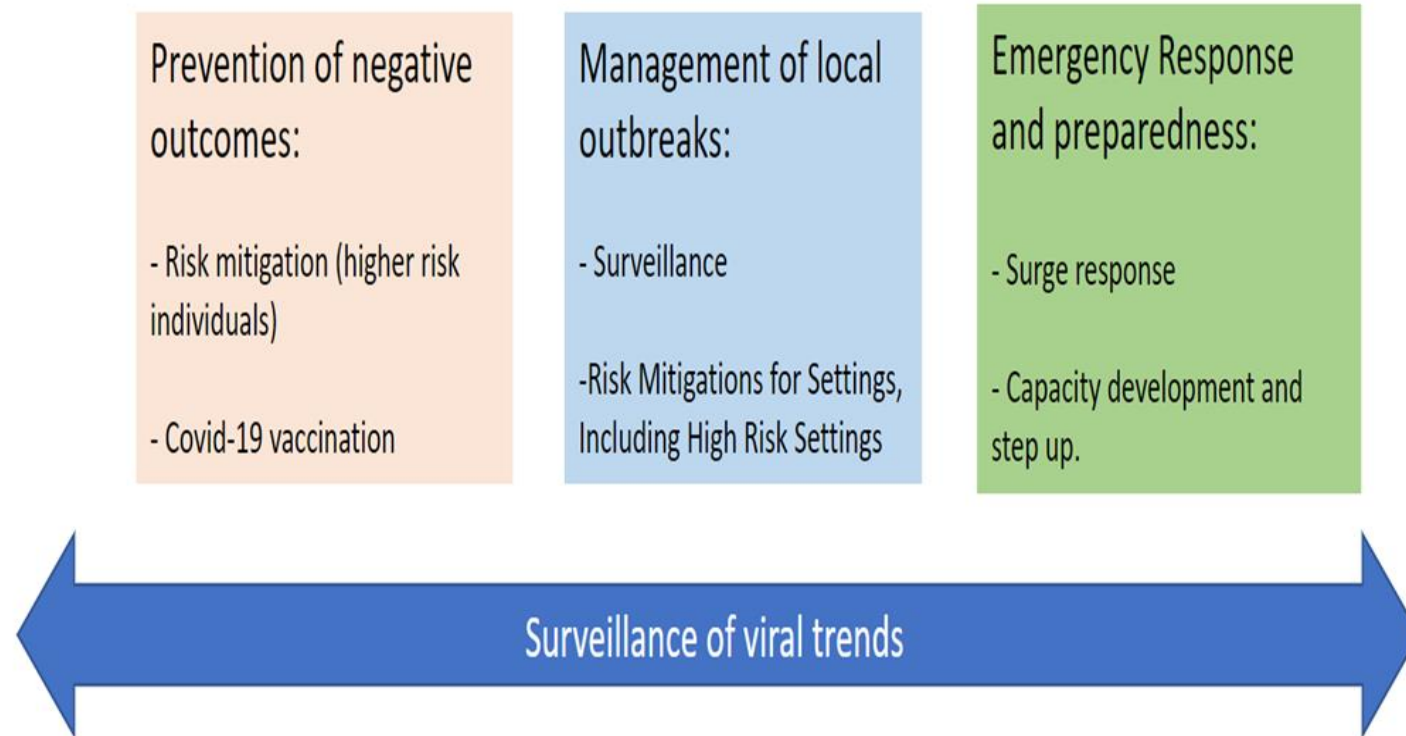 Prevention of negative
outcomes:
- Risk mitigation (higher risk
individuals)
- Covid-19 vaccination
Management of local
outbreaks:
- Surveillance
-Risk Mitigations for Settings,
Including High Risk Settings
Emergency Response
and preparedness:
- Surge response
- Capacity development and
step up.
Surveillance of viral trends